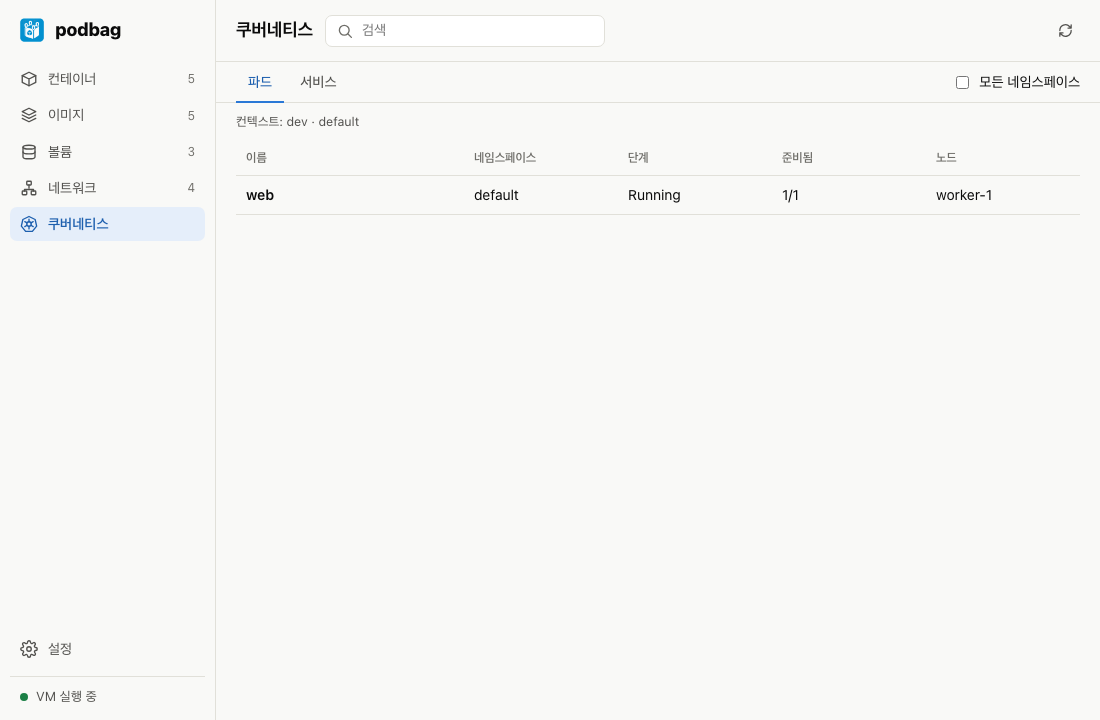 podbag
컨테이너 5
이미지 5
볼륨 3
네트워크 4
쿠버네티스
설정
VM 실행 중
쿠버네티스
검색
파드 서비스
모든 네임스페이스
컨텍스트: dev · default
이름 네임스페이스 단계 준비됨 노드
web default Running 1/1 worker-1